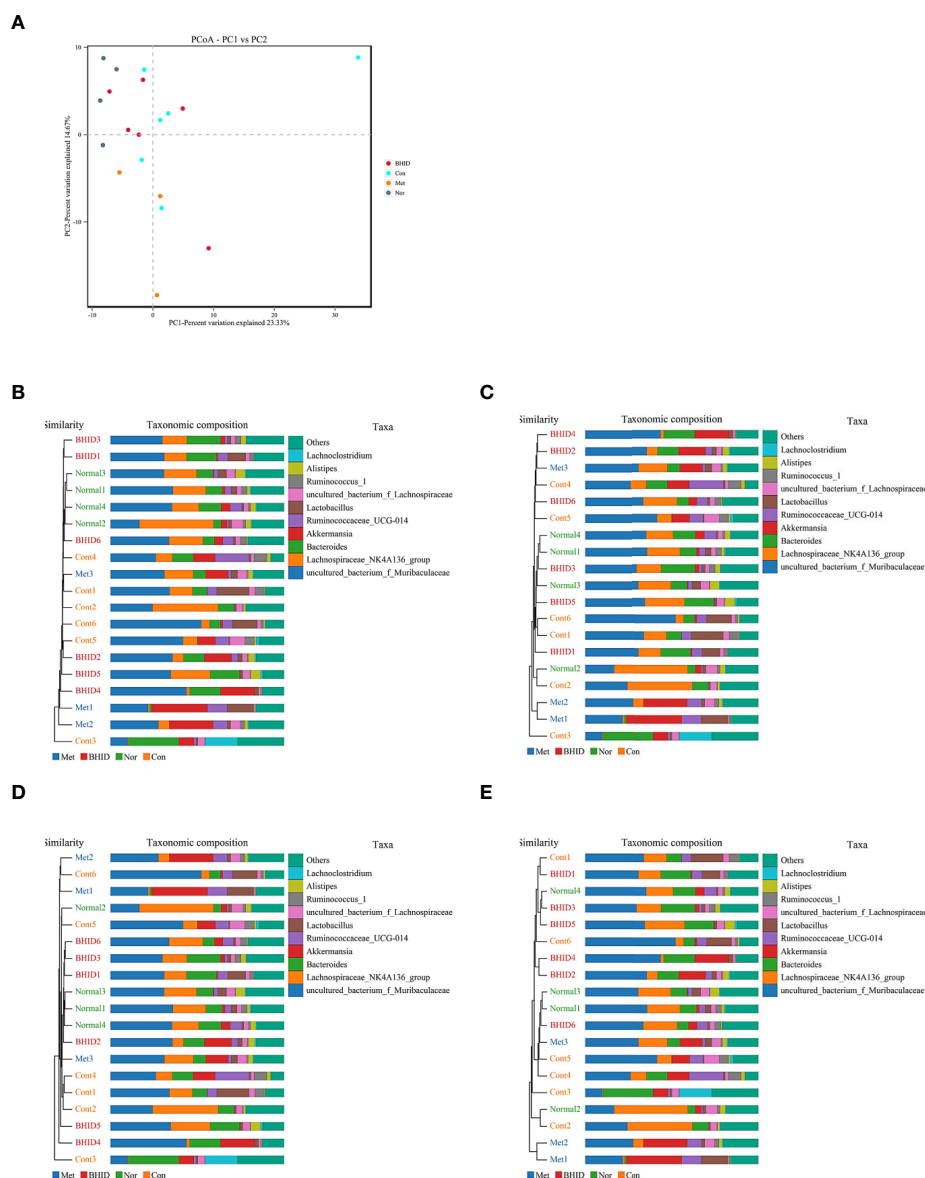 A
PCoA - PC1 vs PC2
10
0
-10
PC2-Percent variation explained 14.67%
-10
0
10
20
30
PC1-Percent variation explained 23.33%
BHID
Con
Met
Nor
B
Similarity Taxonomic composition Taxa
BHID3
BHID1
Normal3
Normal1
Normal4
Normal2
BHID6
Cont4
Met3
Cont1
Cont2
Cont6
Cont5
BHID2
BHID5
BHID4
Met1
Met2
Cont3
Others
Lachnoclostridium
Alistipes
Ruminococcus_1
uncultured_bacterium_f_Lachnospiraceae
Lactobacillus
Ruminococcaceae_UCG-014
Akkermansia
Bacteroides
Lachnospiraceae_NK4A136_group
uncultured_bacterium_f_Muribaculaceae
Met BHID Nor Con
C
Similarity Taxonomic composition Taxa
BHID4
BHID2
Met3
Cont4
BHID6
Cont5
Normal4
Normal1
BHID3
Normal3
BHID5
Cont6
Cont1
BHID1
Normal2
Cont2
Met2
Met1
Cont3
Others
Lachnoclostridium
Alistipes
Ruminococcus_1
uncultured_bacterium_f_Lachnospiraceae
Lactobacillus
Ruminococcaceae_UCG-014
Akkermansia
Bacteroides
Lachnospiraceae_NK4A136_group
uncultured_bacterium_f_Muribaculaceae
Met BHID Nor Con
D
Similarity Taxonomic composition Taxa
Met2
Cont6
Met1
Normal2
Cont5
BHID6
BHID3
BHID1
Normal3
Normal1
Normal4
BHID2
Met3
Cont4
Cont1
Cont2
BHID5
BHID4
Cont3
Others
Lachnoclostridium
Alistipes
Ruminococcus_1
uncultured_bacterium_f_Lachnospiraceae
Lactobacillus
Ruminococcaceae_UCG-014
Akkermansia
Bacteroides
Lachnospiraceae_NK4A136_group
uncultured_bacterium_f_Muribaculaceae
Met BHID Nor Con
E
Similarity Taxonomic composition Taxa
Cont1
BHID1
Normal4
BHID3
BHID5
Cont6
BHID4
BHID2
Normal3
Normal1
BHID6
Met3
Cont5
Cont4
Cont3
Normal2
Cont2
Met2
Met1
Others
Lachnoclostridium
Alistipes
Ruminococcus_1
uncultured_bacterium_f_Lachnospiraceae
Lactobacillus
Ruminococcaceae_UCG-014
Akkermansia
Bacteroides
Lachnospiraceae_NK4A136_group
uncultured_bacterium_f_Muribaculaceae
Met BHID Nor Con